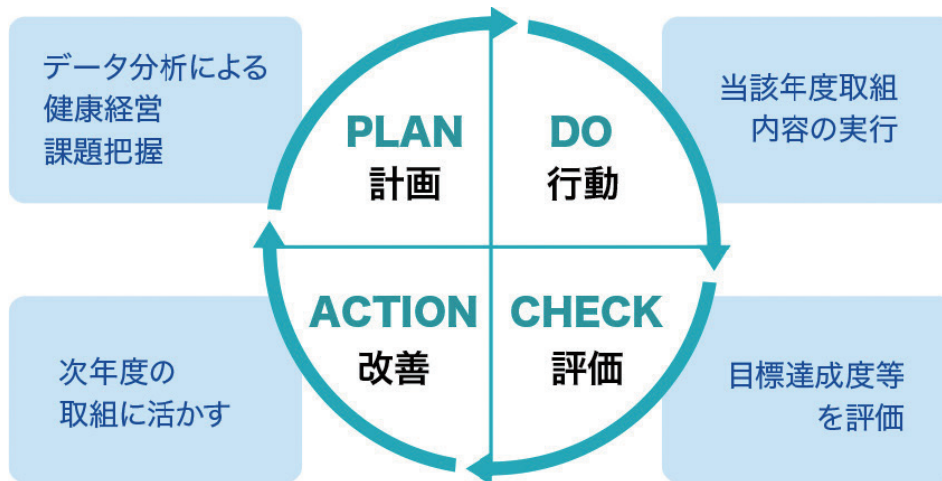 データ分析による
健康経営
課題把握
PLAN
計画
DO
行動
当該年度取組
内容の実行
次年度の
取組に活かす
ACTION
改善
CHECK
評価
目標達成度等
を評価